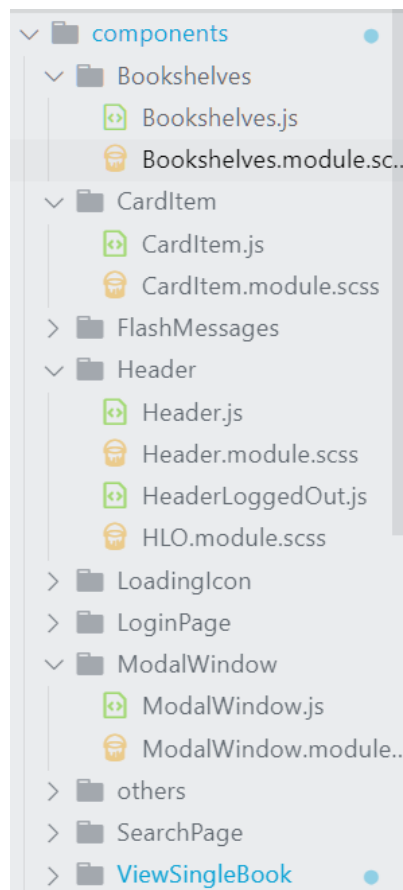 components
Bookshelves
Bookshelves.js
Bookshelves.module.sc...
CardItem
CardItem.js
CardItem.module.scss
FlashMessages
Header
Header.js
Header.module.scss
HeaderLoggedOut.js
HLO.module.scss
LoadingIcon
LoginPage
ModalWindow
ModalWindow.js
ModalWindow.module...
others
SearchPage
ViewSingleBook